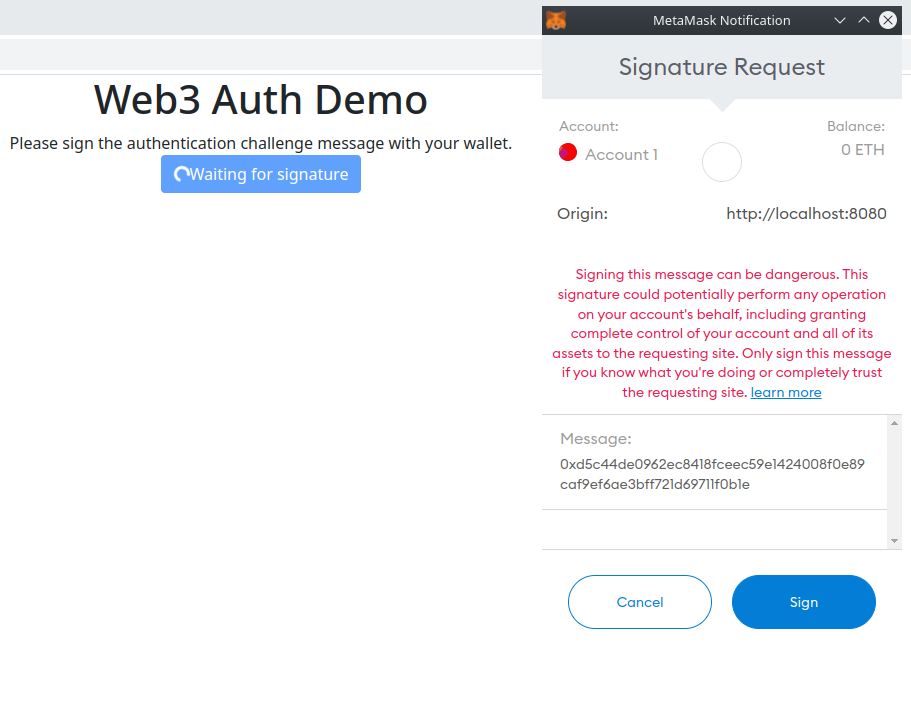 Web3 Auth Demo
Please sign the authentication challenge message with your wallet.
Waiting for signature
MetaMask Notification
Signature Request
Account:
Balance:
Account 1
0 ETH
Origin:
http://localhost:8080
Signing this message can be dangerous. This
signature could potentially perform any operation
on your account's behalf, including granting
complete control of your account and all of its
assets to the requesting site. Only sign this message
if you know what you're doing or completely trust
the requesting site. learn more
Message:
0xd5c44de0962ec8418fceec59e1424008f0e89
caf9ef6ae3bff721d69711f0b1e
Cancel
Sign